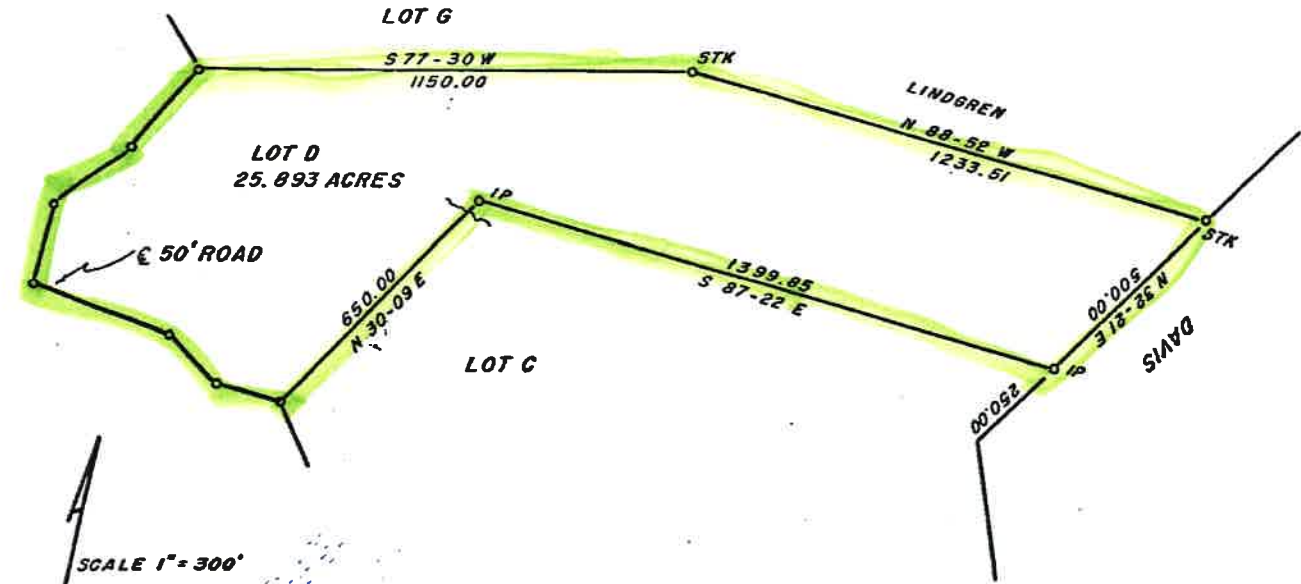 LOT G
S 77-30 W
1150.00
STK
LINDGREN
N 88-52 W
1233.51
STK
LOT D
25.893 ACRES
IP
₠ 50' ROAD
650.00
N 30-09 E
1399.85
S 87-22 E
500.00
N 32-21 E
DAVIS
LOT C
IP
250.00
SCALE 1" = 300'